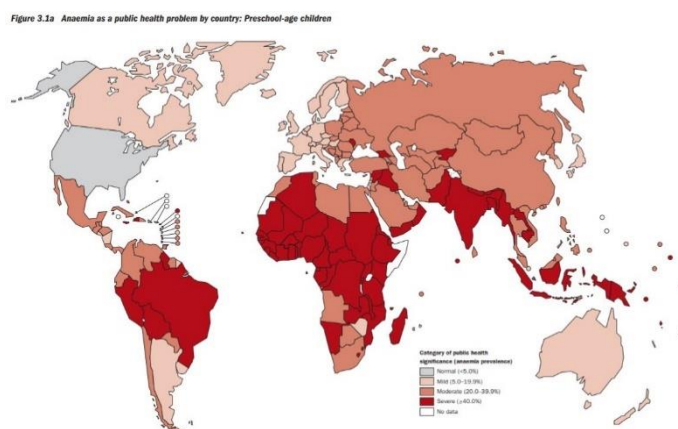 Figure 3.1a Anaemia as a public health problem by country: Preschool-age children
Category of public health
significance (anaemia prevalence)
Normal (<5.0%)
Mild (5.0–19.9%)
Moderate (20.0–39.9%)
Severe (≥40.0%)
No data